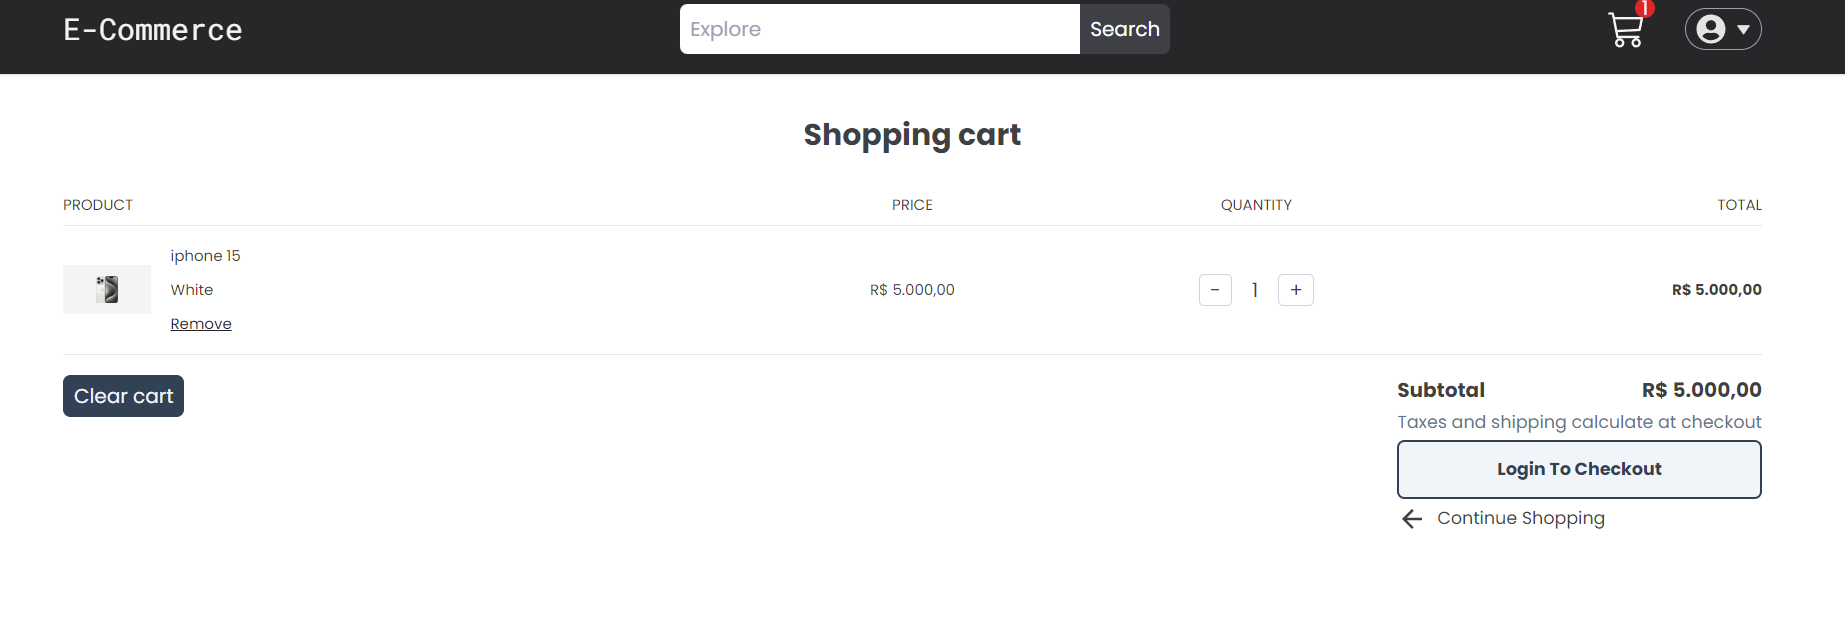 E-Commerce
Explore
Search
1
Shopping cart
PRODUCT PRICE QUANTITY TOTAL
iphone 15
White
R$ 5.000,00 - 1 + R$ 5.000,00
Remove
Clear cart
Subtotal R$ 5.000,00
Taxes and shipping calculate at checkout
Login To Checkout
Continue Shopping